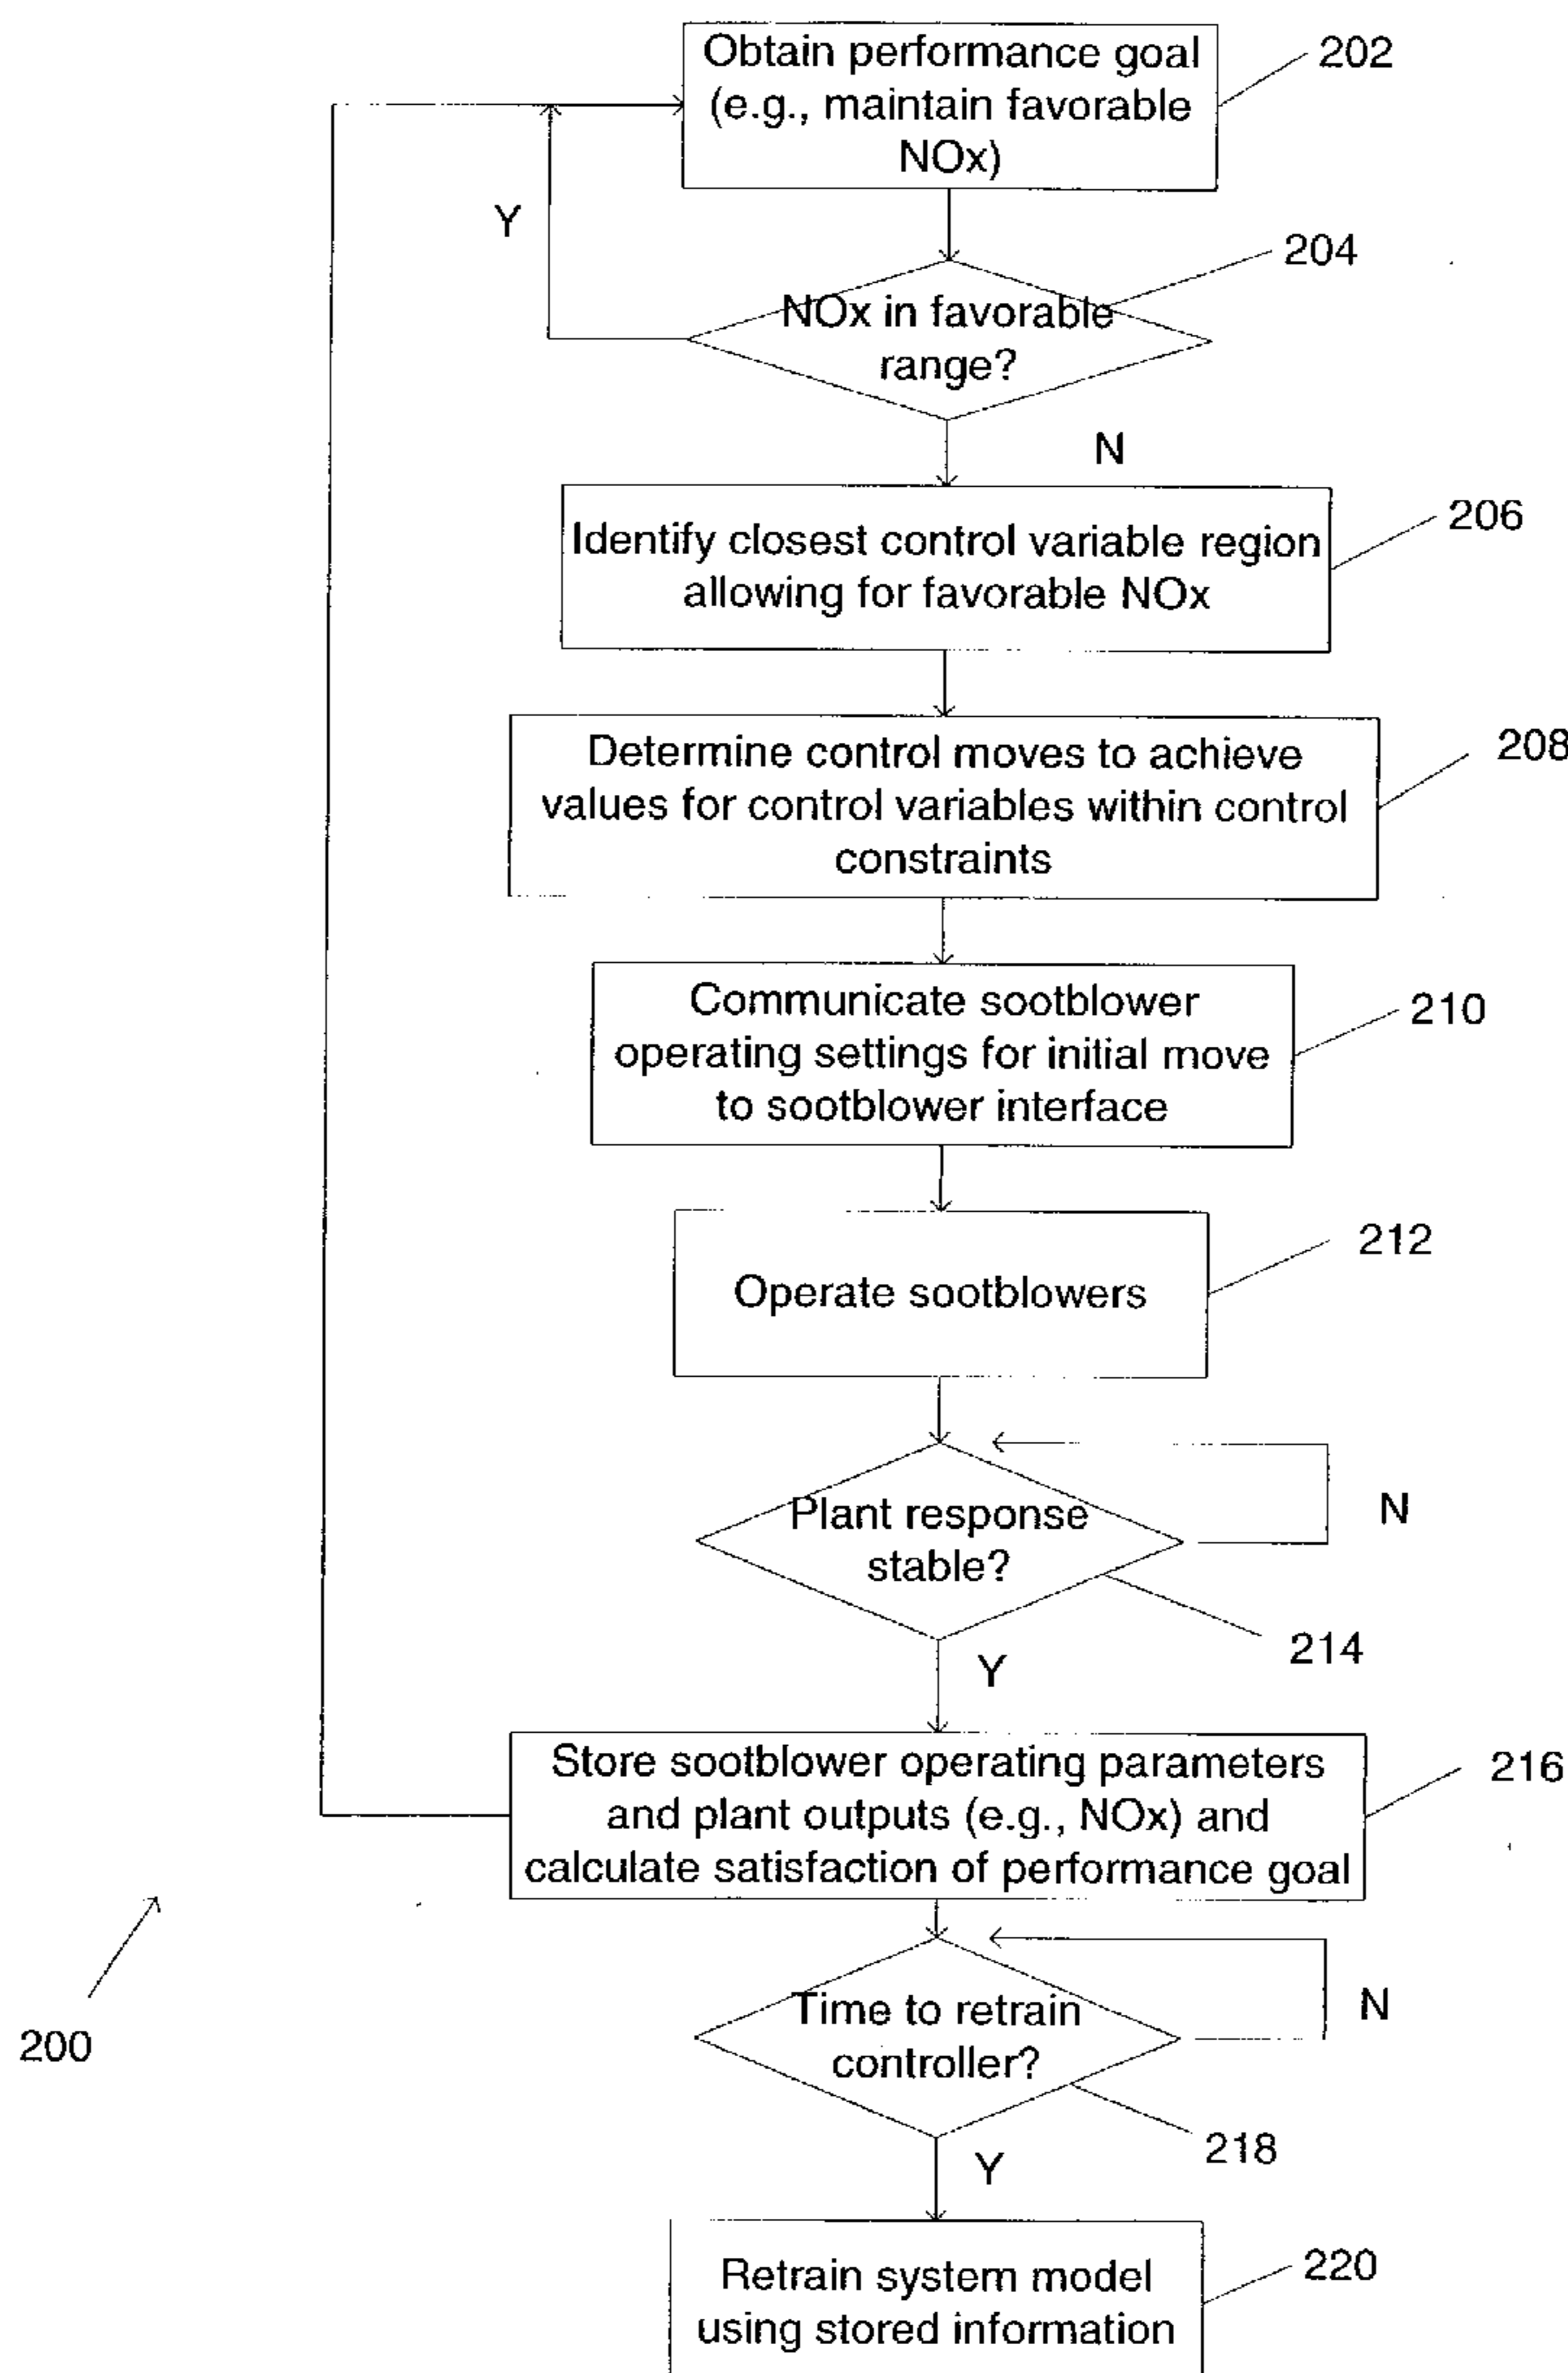 Obtain performance goal
(e.g., maintain favorable
NOx)
202
Y
204
NOx in favorable
range?
N
206
Identify closest control variable region
allowing for favorable NOx
208
Determine control moves to achieve
values for control variables within control
constraints
Communicate sootblower
operating settings for initial move
to sootblower interface
210
212
Operate sootblowers
Plant response
stable?
N
214
Y
Store sootblower operating parameters
and plant outputs (e.g., NOx) and
calculate satisfaction of performance goal
216
Time to retrain
controller?
N
200
218
Y
Retrain system model
using stored information
220